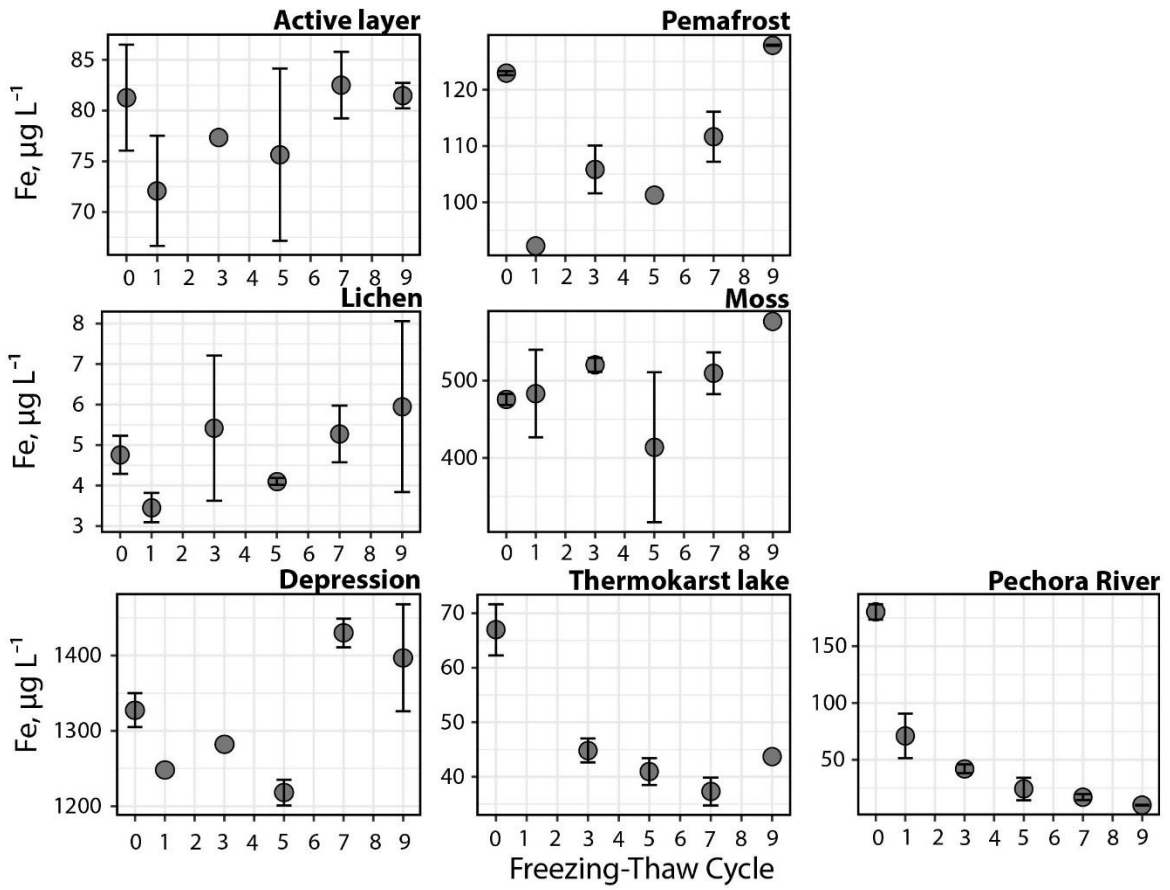 Active layer
Pemafrost
Fe, µg L⁻¹
85
80
75
70
0 1 2 3 4 5 6 7 8 9
120
110
100
0 1 2 3 4 5 6 7 8 9
Lichen
Moss
Fe, µg L⁻¹
8
7
6
5
4
3
0 1 2 3 4 5 6 7 8 9
500
400
0 1 2 3 4 5 6 7 8 9
Depression
Thermokarst lake
Pechora River
Fe, µg L⁻¹
1400
1300
1200
0 1 2 3 4 5 6 7 8 9
70
60
50
40
0 1 2 3 4 5 6 7 8 9
150
100
50
0 1 2 3 4 5 6 7 8 9
Freezing-Thaw Cycle